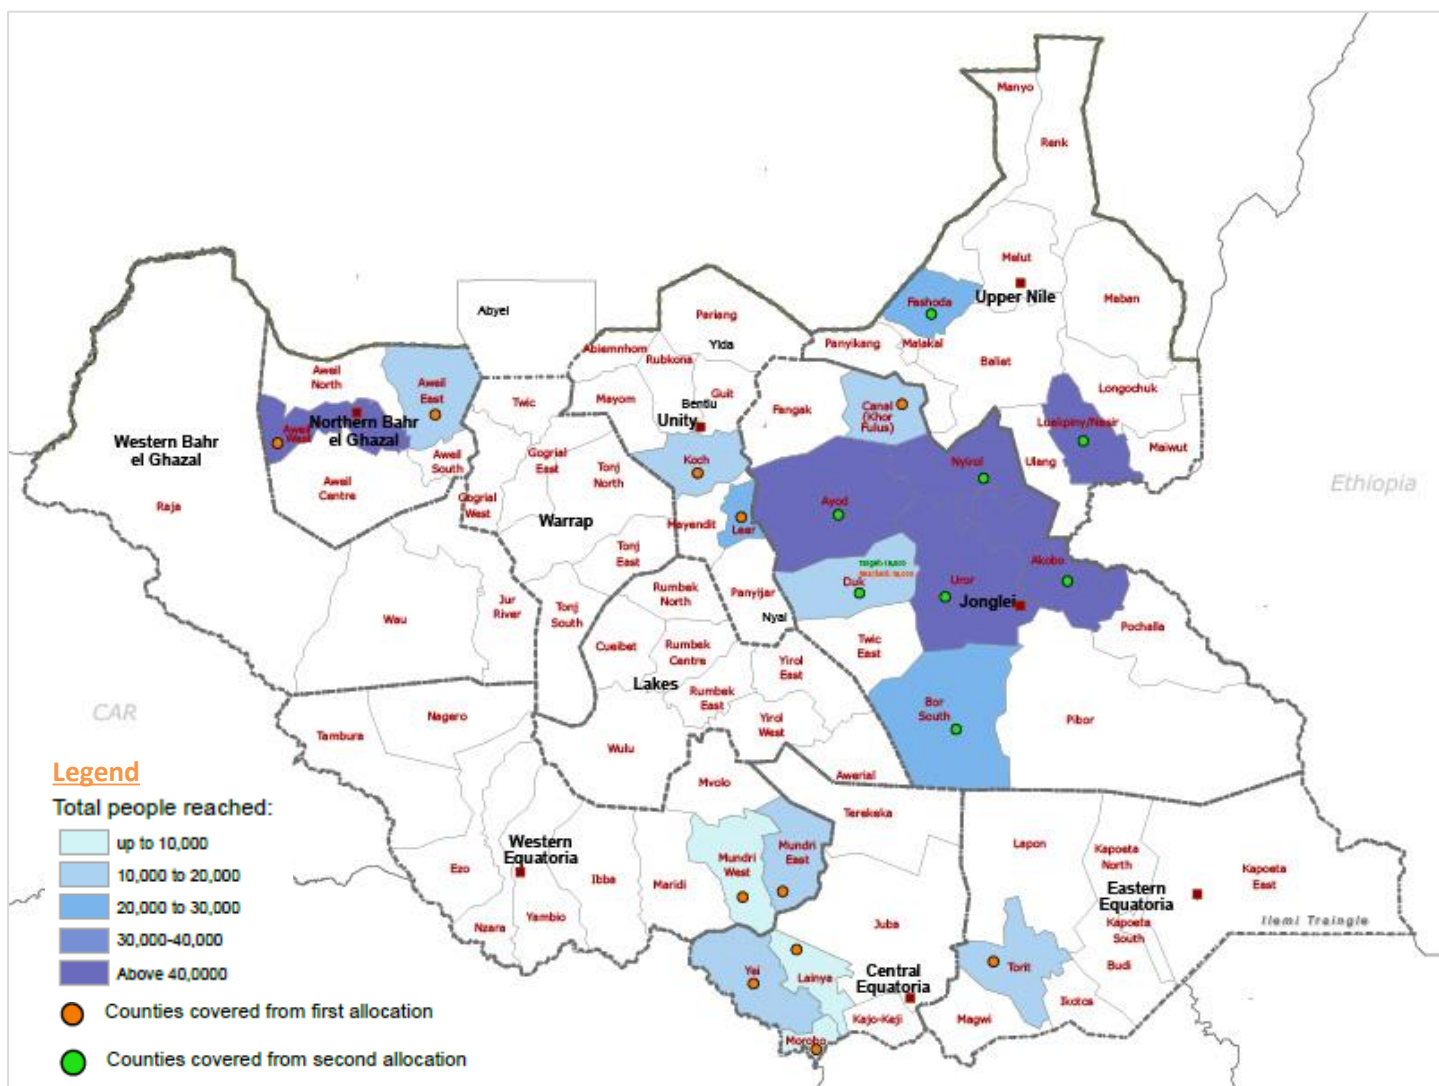 Manyo
Renk
Malut
Fashoda
Upper Nile
Maban
Abyei
Pariang
Yida
Abiemnhom
Rubkona
Panyikang
Malakal
Baliet
Aweil
North
Aweil
East
Twic
Mayom
Guit
Bentiu
Unity
Fangak
Canal
(Khor
Fulus)
Longochuk
Luakpiny/Nasir
Maiwut
Ulang
Western Bahr
el Ghazal
Aweil
West
Northern Bahr
el Ghazal
Aweil
South
Aweil
Centre
Gogrial
East
Gogrial
West
Tonj
North
Koch
Nyirol
Ethiopia
Raja
Warrap
Mayendit
Leer
Ayod
Tonj
East
Akobo
Target: 18,000
Duk
Uror
Jonglei
Panyijar
Nyal
Rumbek
North
Jur
River
Tonj
South
Wau
Pochalla
Cueibet
Rumbek
Centre
Yirol
East
Twic
East
Lakes
Rumbek
East
Yirol
West
Bor
South
Pibor
CAR
Nagero
Tambura
Wulu
Awerial
Mvolo
Terekeka
Legend
Total people reached:
up to 10,000
10,000 to 20,000
20,000 to 30,000
30,000-40,000
Above 40,0000
Counties covered from first allocation
Counties covered from second allocation
Western
Equatoria
Ezo
Ibba
Maridi
Mundri
West
Mundri
East
Nzara
Yambio
Juba
Lapon
Kapoeta
North
Kapoeta
East
Eastern
Equatoria
Kapoeta
South
Ilemi Traingle
Budi
Torit
Ikotos
Magwi
Yei
Lainya
Central
Equatoria
Kajo-Keji
Morobo